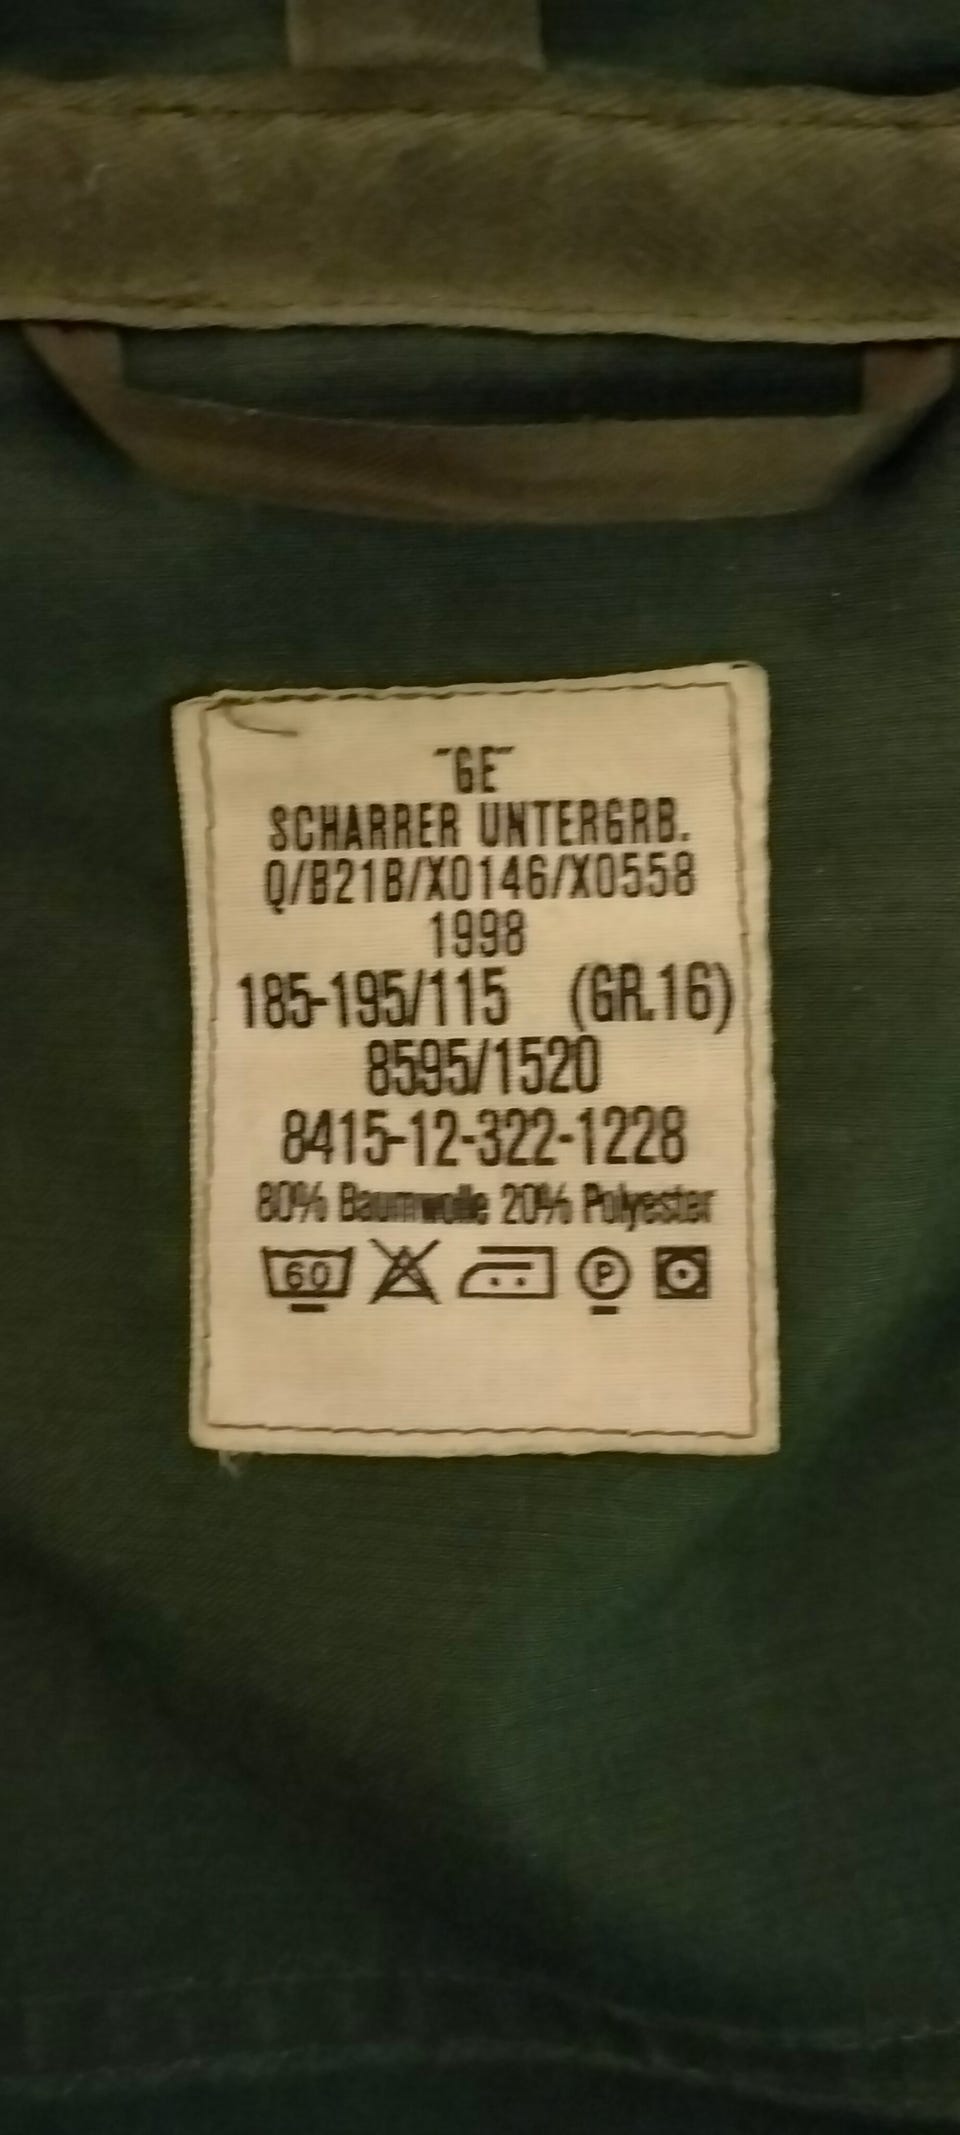 "GE"
SCHARRER UNTERGRB.
Q/B21B/X0146/X0558
1998
185-195/115 (GR.16)
8595/1520
8415-12-322-1228
80% Baumwolle 20% Polyester
60 P